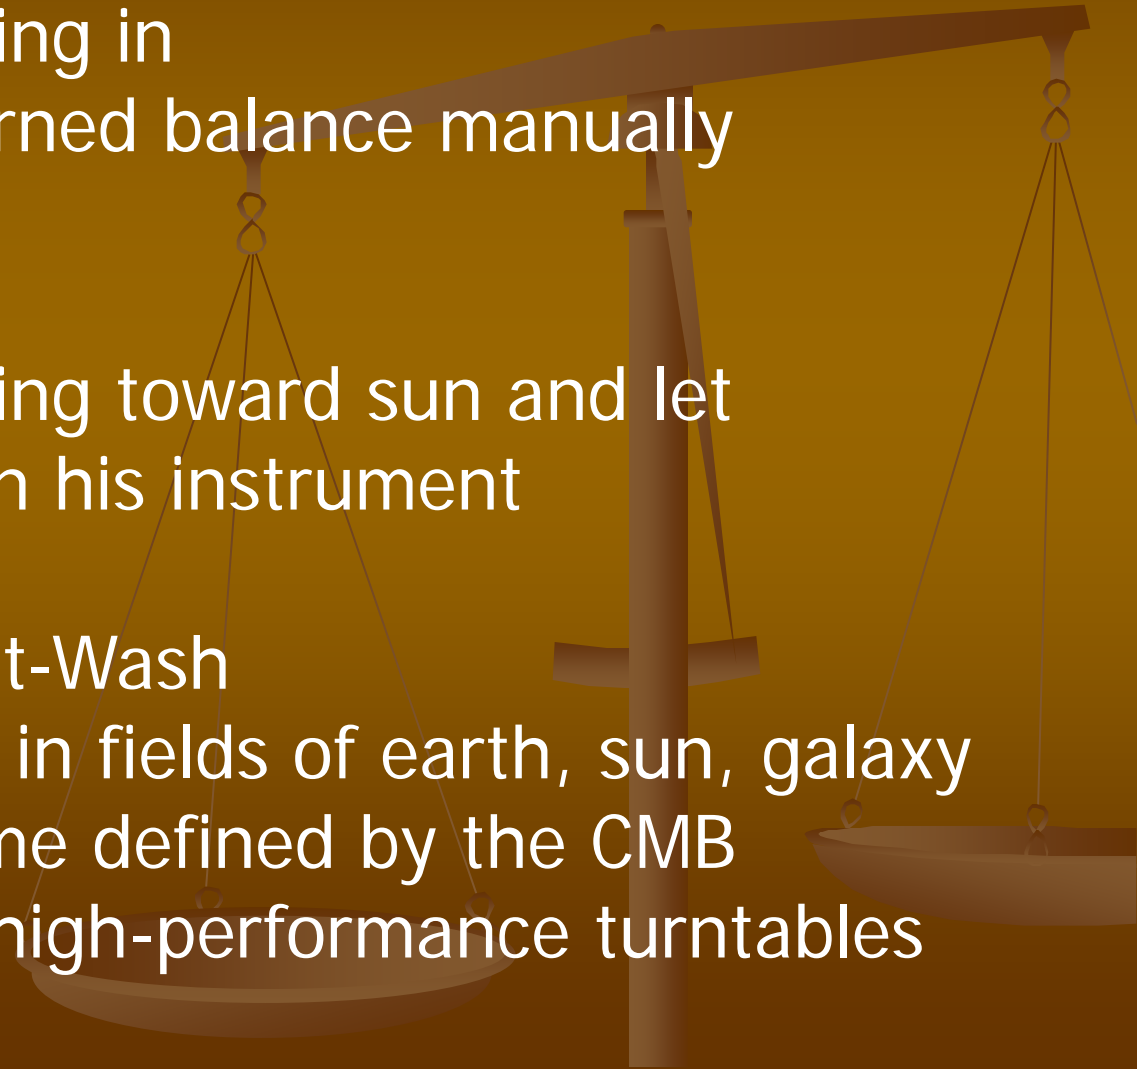 ing in
rned balance manually
ing toward sun and let
n his instrument
t-Wash
in fields of earth, sun, galaxy
me defined by the CMB
high-performance turntables